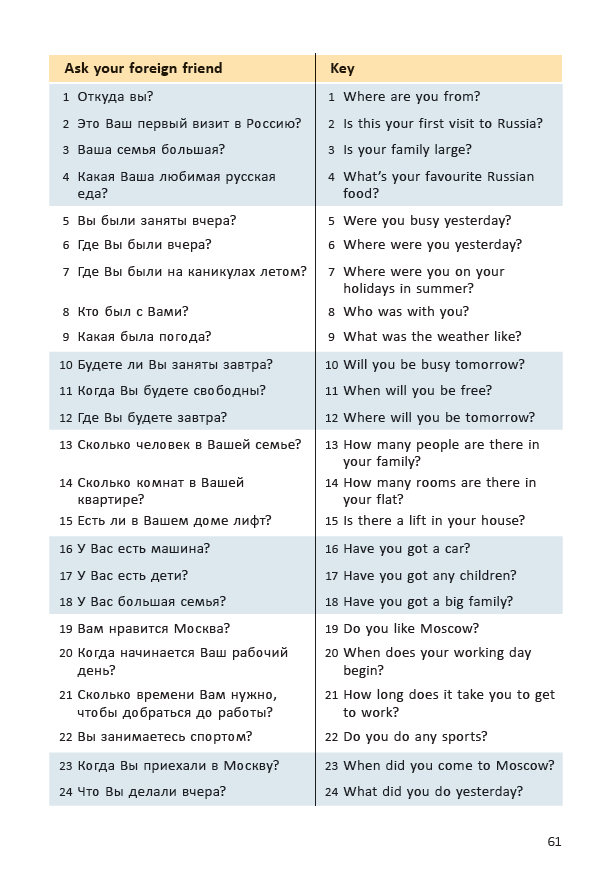 Ask your foreign friend
Key
1 Откуда вы?
1 Where are you from?
2 Это Ваш первый визит в Россию?
2 Is this your first visit to Russia?
3 Ваша семья большая?
3 Is your family large?
4 Какая Ваша любимая русская
еда?
4 What's your favourite Russian
food?
5 Вы были заняты вчера?
5 Were you busy yesterday?
6 Где Вы были вчера?
6 Where were you yesterday?
7 Где Вы были на каникулах летом?
7 Where were you on your
holidays in summer?
8 Кто был с Вами?
8 Who was with you?
9 Какая была погода?
9 What was the weather like?
10 Будете ли Вы заняты завтра?
10 Will you be busy tomorrow?
11 Когда Вы будете свободны?
11 When will you be free?
12 Где Вы будете завтра?
12 Where will you be tomorrow?
13 Сколько человек в Вашей семье?
13 How many people are there in
your family?
14 Сколько комнат в Вашей
квартире?
14 How many rooms are there in
your flat?
15 Есть ли в Вашем доме лифт?
15 Is there a lift in your house?
16 У Вас есть машина?
16 Have you got a car?
17 У Вас есть дети?
17 Have you got any children?
18 У Вас большая семья?
18 Have you got a big family?
19 Вам нравится Москва?
19 Do you like Moscow?
20 Когда начинается Ваш рабочий
день?
20 When does your working day
begin?
21 Сколько времени Вам нужно,
чтобы добраться до работы?
21 How long does it take you to get
to work?
22 Вы занимаетесь спортом?
22 Do you do any sports?
23 Когда Вы приехали в Москву?
23 When did you come to Moscow?
24 Что Вы делали вчера?
24 What did you do yesterday?
61